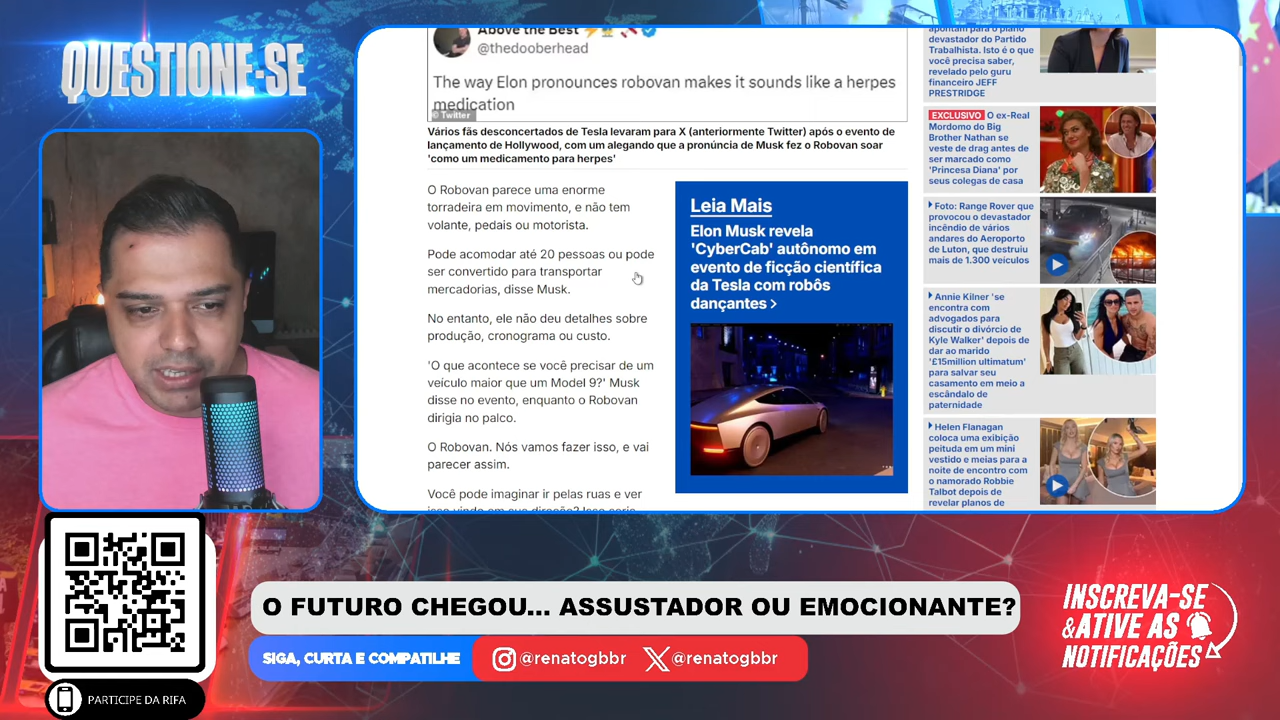 QUESTIONE-SE
Above the Best
@thedooberhead
The way Elon pronounces robovan makes it sounds like a herpes
medication
© Twitter
Vários fãs desconcertados de Tesla levaram para X (anteriormente Twitter) após o evento de
lançamento de Hollywood, com um alegando que a pronúncia de Musk fez o Robovan soar
'como um medicamento para herpes'
O Robovan parece uma enorme
torradeira em movimento, e não tem
volante, pedais ou motorista.
Pode acomodar até 20 pessoas ou pode
ser convertido para transportar
mercadorias, disse Musk.
No entanto, ele não deu detalhes sobre
produção, cronograma ou custo.
'O que acontece se você precisar de um
veículo maior que um Model 9?' Musk
disse no evento, enquanto o Robovan
dirigia no palco.
O Robovan. Nós vamos fazer isso, e vai
parecer assim.
Você pode imaginar ir pelas ruas e ver
Leia Mais
Elon Musk revela
'CyberCab' autônomo em
evento de ficção científica
da Tesla com robôs
dançantes >
apontam para o plano
devastador do Partido
Trabalhista. Isto é o que
você precisa saber,
revelado pelo guru
financeiro JEFF
PRESTRIDGE
EXCLUSIVO O ex-Real
Mordomo do Big
Brother Nathan se
veste de drag antes de
ser marcado como
'Princesa Diana' por
seus colegas de casa
Foto: Range Rover que
provocou o devastador
incêndio de vários
andares do Aeroporto
de Luton, que destruiu
mais de 1.300 veículos
Annie Kilner 'se
encontra com
advogados para
discutir o divórcio de
Kyle Walker' depois de
dar ao marido
'£15million ultimatum'
para salvar seu
casamento em meio a
escândalo de
paternidade
Helen Flanagan
coloca uma exibição
peituda em um mini
vestido e meias para a
noite de encontro com
o namorado Robbie
Talbot depois de
revelar planos de
O FUTURO CHEGOU... ASSUSTADOR OU EMOCIONANTE?
SIGA, CURTA E COMPATILHE
@renatogbbr
@renatogbbr
INSCREVA-SE
&ATIVE AS
NOTIFICAÇÕES
PARTICIPE DA RIFA